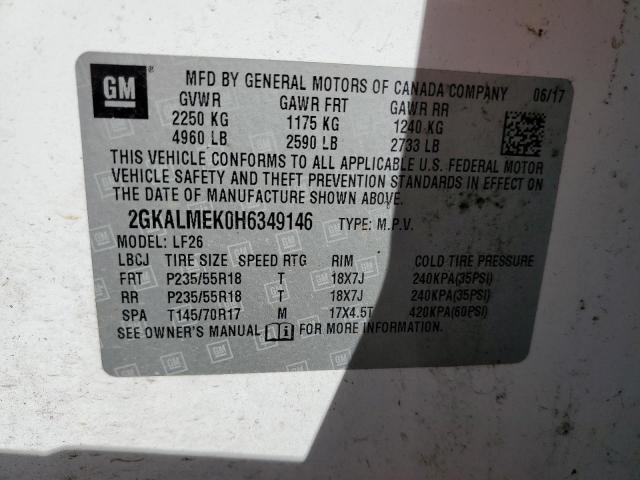 GM MFD BY GENERAL MOTORS OF CANADA COMPANY 06/17
GVWR GAWR FRT GAWR RR
2250 KG 1175 KG 1240 KG
4960 LB 2590 LB 2733 LB
THIS VEHICLE CONFORMS TO ALL APPLICABLE U.S. FEDERAL MOTOR
VEHICLE SAFETY AND THEFT PREVENTION STANDARDS IN EFFECT ON
THE DATE OF MANUFACTURE SHOWN ABOVE.
2GKALMEK0H6349146 TYPE: M.P.V.
MODEL: LF26
LBCJ TIRE SIZE SPEED RTG RIM COLD TIRE PRESSURE
FRT P235/55R18 T 18X7J 240KPA(35PSI)
RR P235/55R18 T 18X7J 240KPA(35PSI)
SPA T145/70R17 M 17X4.5T 420KPA(60PSI)
SEE OWNER'S MANUAL FOR MORE INFORMATION.